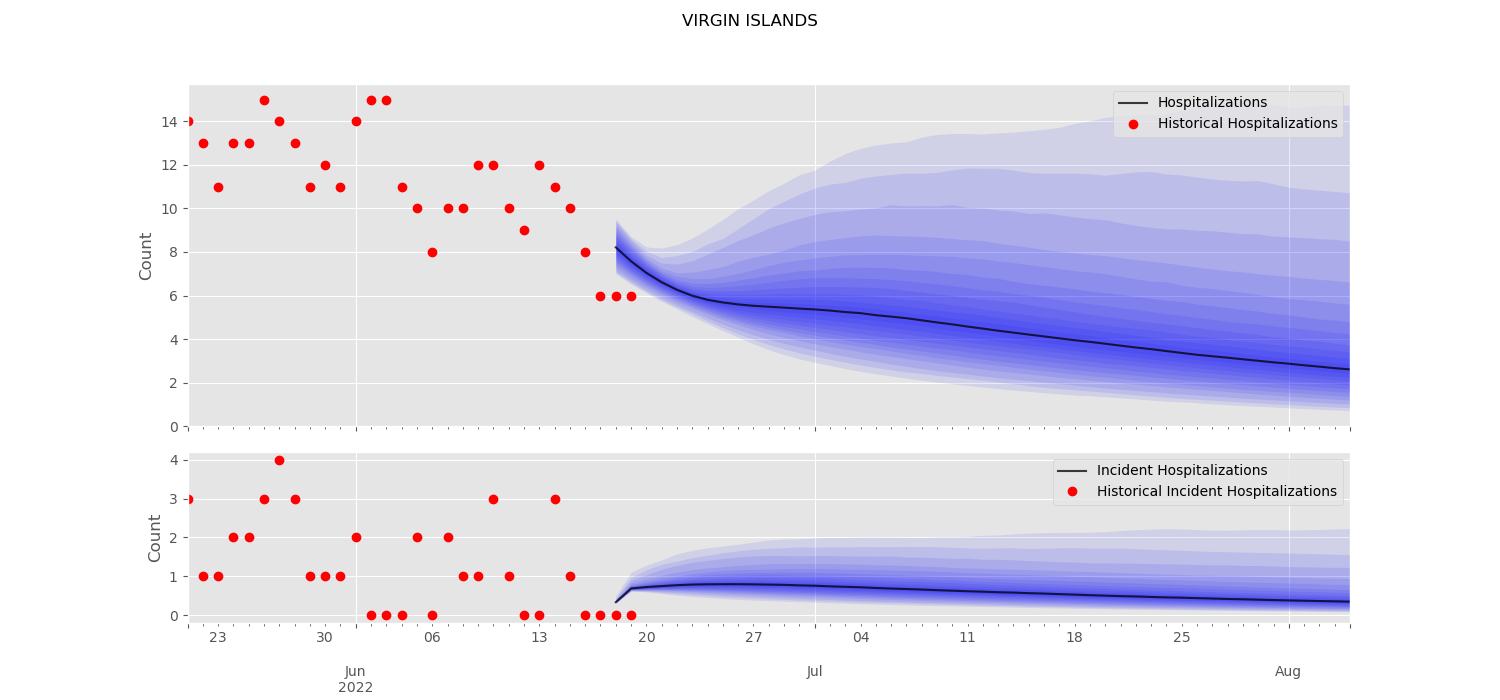 VIRGIN ISLANDS
Hospitalizations
Historical Hospitalizations
14
12
10
8
6
4
2
0
Count
Incident Hospitalizations
Historical Incident Hospitalizations
4
3
2
1
0
Count
23 30 06 13 20 27 04 11 18 25
Jun Jul Aug
2022